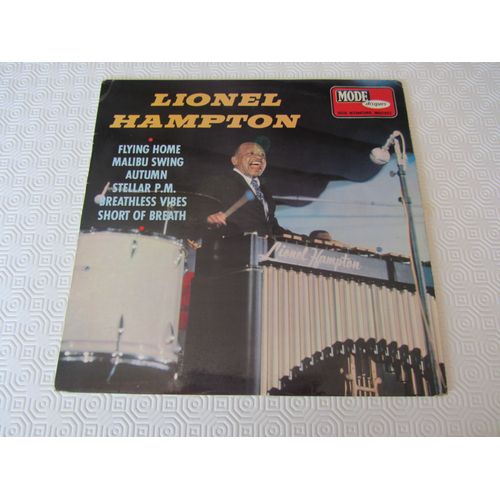 LIONEL
HAMPTON
MODE
disques
FLYING HOME
MALIBU SWING
AUTUMN
STELLAR P.M.
BREATHLESS VIBES
SHORT OF BREATH
Lionel Hampton